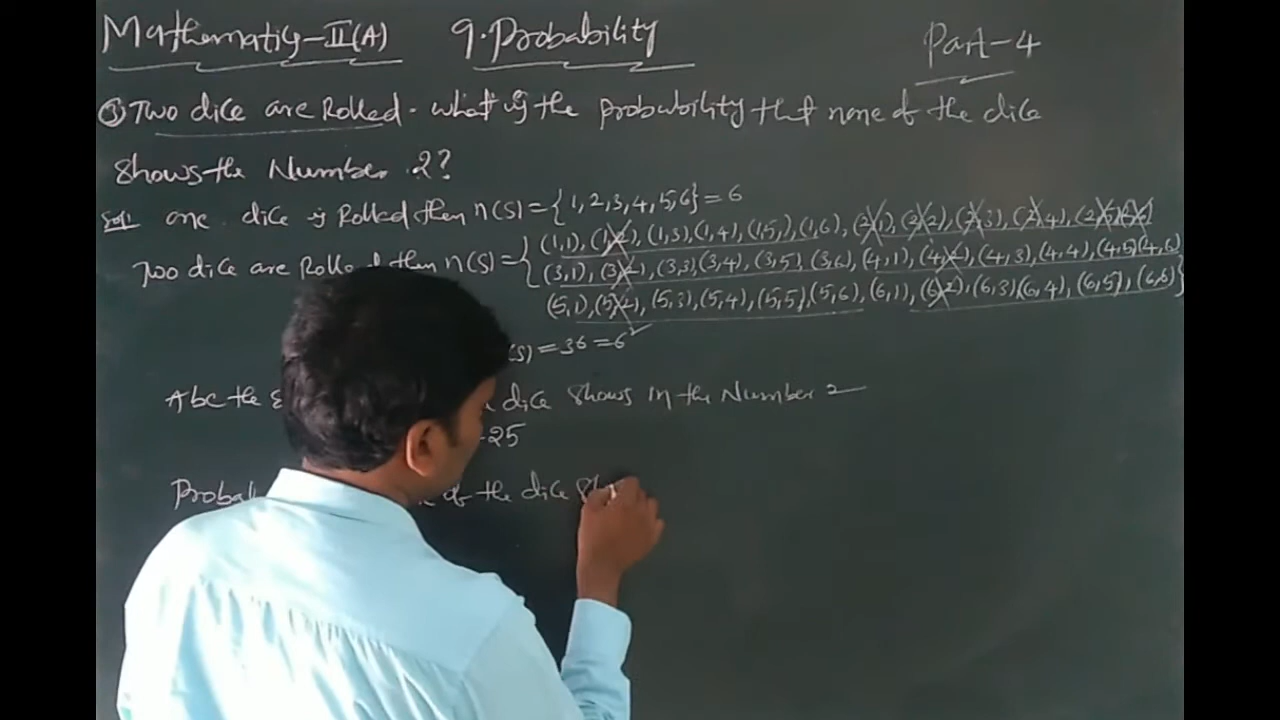 Mathematics-II(A) 9.Probability Part-4
③ Two dice are Rolled. what is the probability that none of the dice
shows the Number 2?
Sol: one dice is Rolled then n(S) = {1,2,3,4,5,6} = 6
Two dice are Rolled then n(S) = {(1,1), (1,2), (1,3), (1,4), (1,5), (1,6), (2,1) (2,2), (2,3), (2,4), (2,5)(2,6)
(3,1), (3,2), (3,3), (3,4), (3,5), (3,6), (4,1), (4,2), (4,3), (4,4), (4,5)(4,6)
(5,1), (5,2), (5,3), (5,4), (5,5), (5,6), (6,1), (6,2), (6,3)(6,4), (6,5), (6,6)}
(S) = 36 = 6²
A be the dice shows in the Number 2
25
of the dice